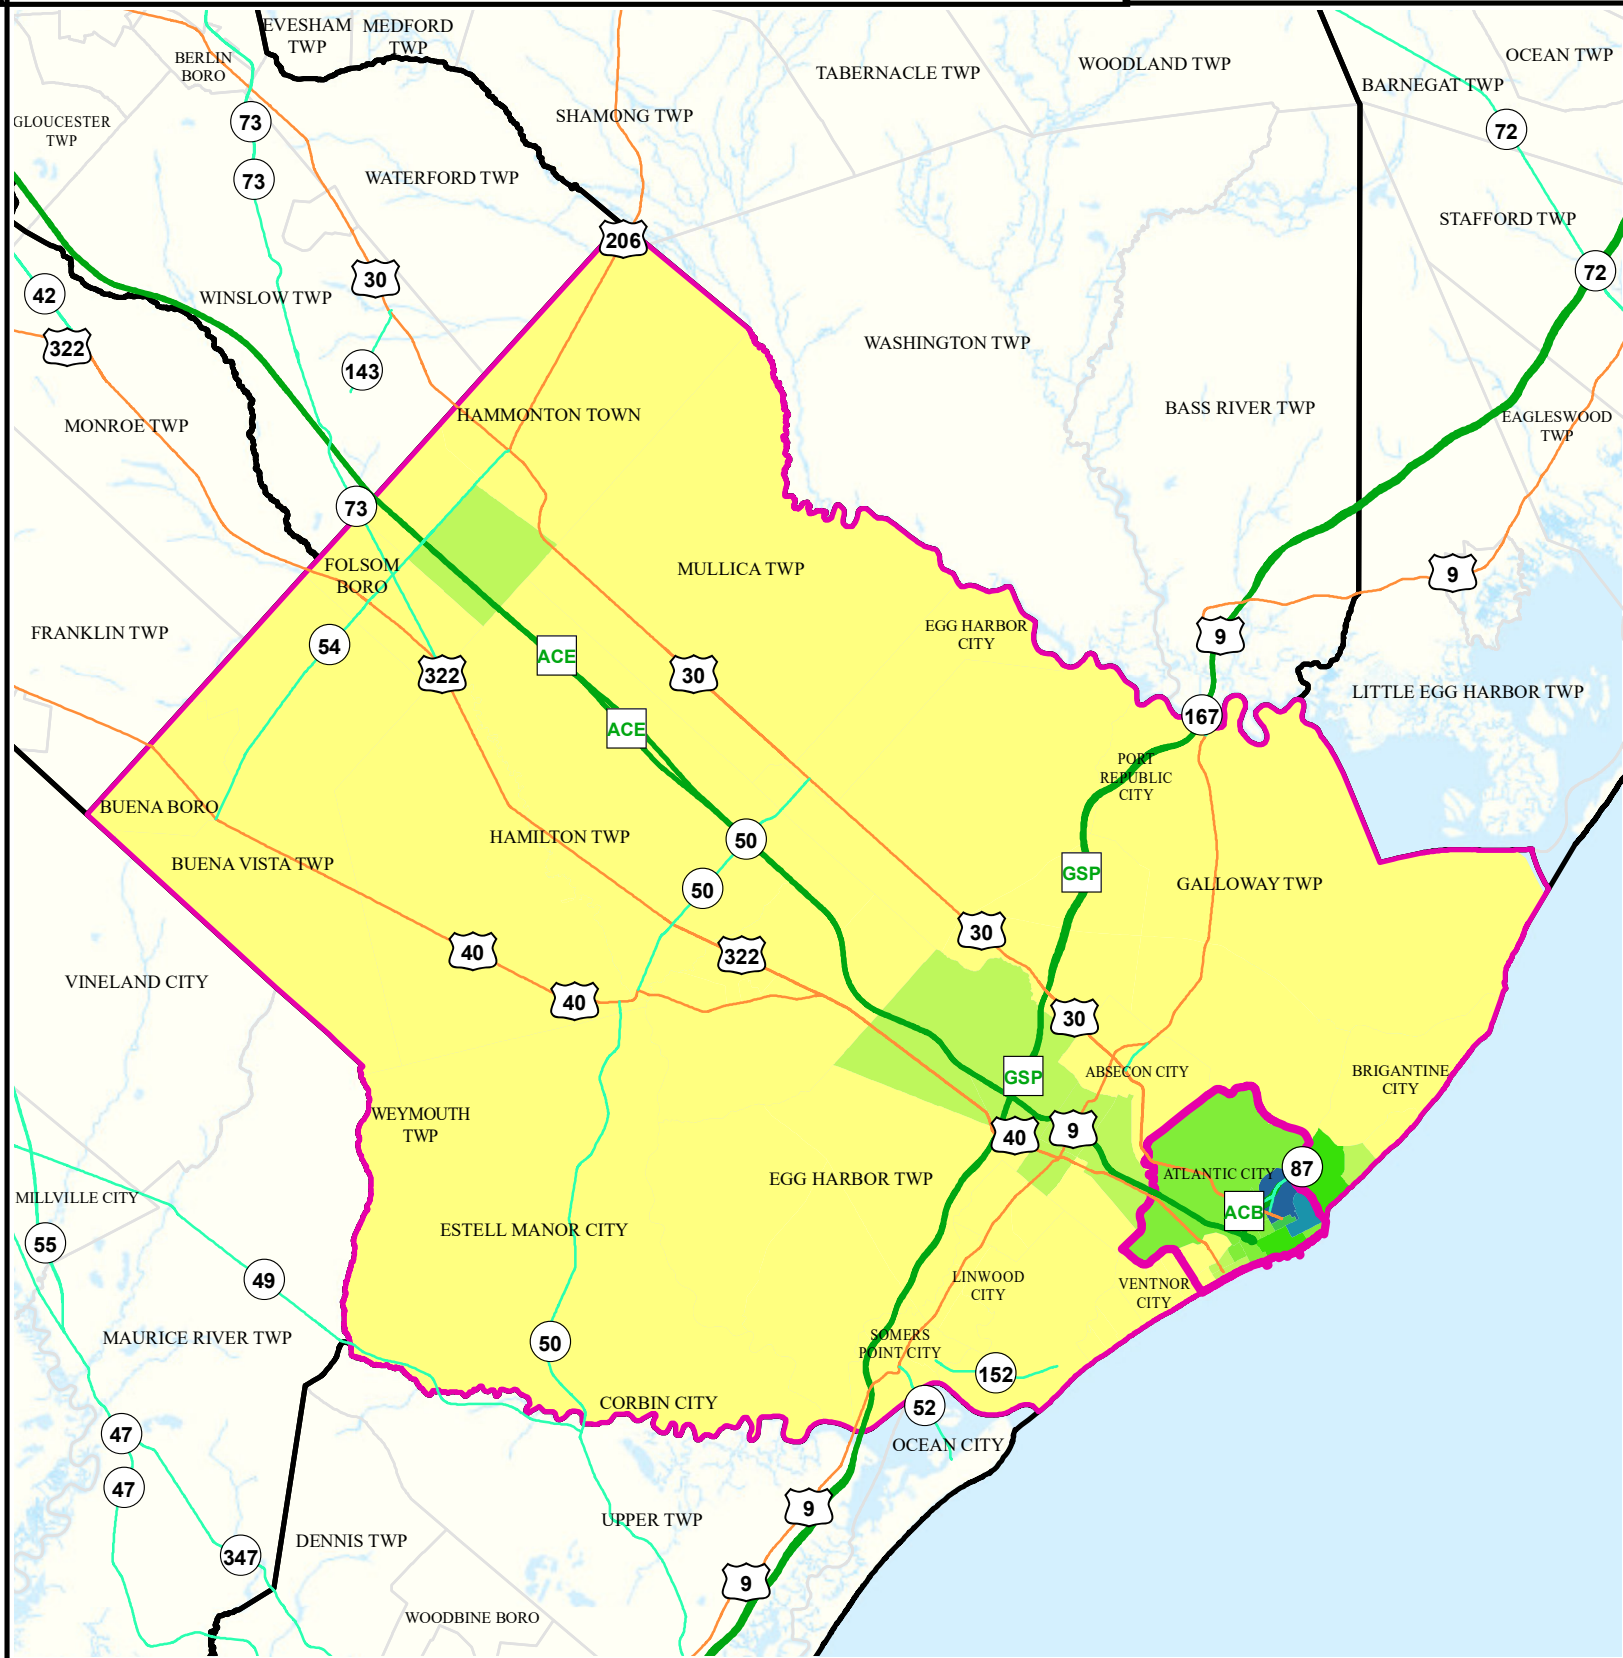 EVESHAM
TWP
MEDFORD
TWP
OCEAN TWP
BERLIN
BORO
TABERNACLE TWP
WOODLAND TWP
BARNEGAT TWP
GLOUCESTER
TWP
73
SHAMONG TWP
72
73
WATERFORD TWP
STAFFORD TWP
206
72
30
42
WINSLOW TWP
322
143
WASHINGTON TWP
HAMMONTON TOWN
BASS RIVER TWP
MONROE TWP
EAGLESWOOD
TWP
73
FOLSOM
BORO
MULLICA TWP
9
FRANKLIN TWP
54
EGG HARBOR
CITY
9
ACE
322
30
LITTLE EGG HARBOR TWP
167
ACE
PORT
REPUBLIC
CITY
BUENA BORO
HAMILTON TWP
50
BUENA VISTA TWP
50
GSP
GALLOWAY TWP
40
322
30
VINELAND CITY
40
30
GSP
ABSECON CITY
BRIGANTINE
CITY
WEYMOUTH
TWP
40
9
EGG HARBOR TWP
ATLANTIC CITY
87
MILLVILLE CITY
ACB
55
ESTELL MANOR CITY
49
LINWOOD
CITY
VENTNOR
CITY
MAURICE RIVER TWP
50
SOMERS
POINT CITY
152
CORBIN CITY
52
47
OCEAN CITY
47
9
UPPER TWP
DENNIS TWP
347
9
WOODBINE BORO